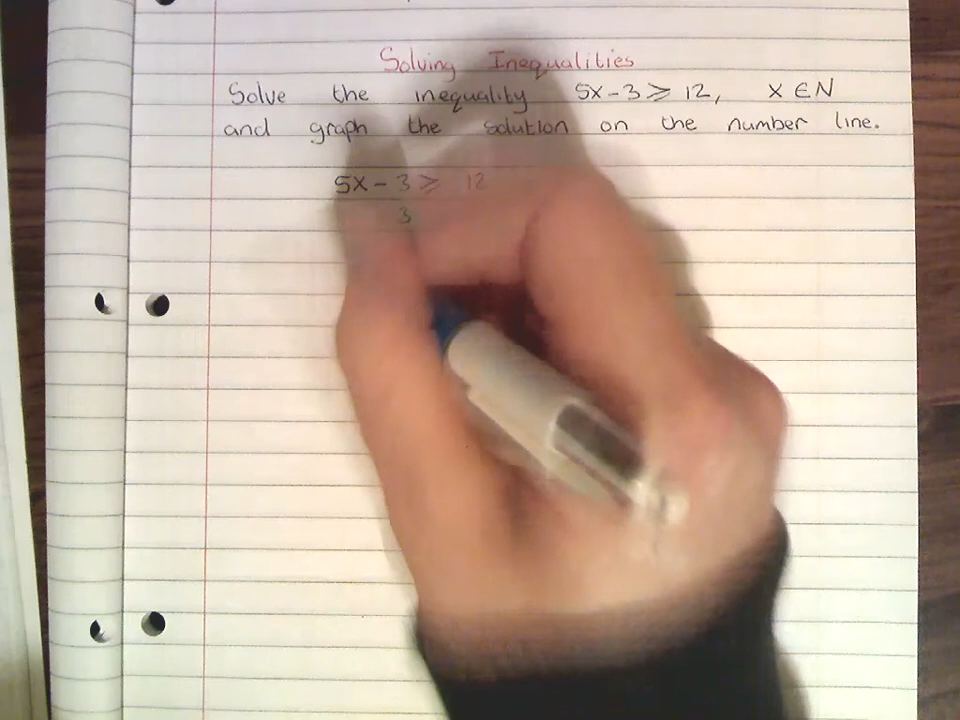 Solving Inequalities
Solve the inequality 5x-3 ≥ 12, x ∈ N
and graph the solution on the number line.
5x - 3 ≥ 12
3